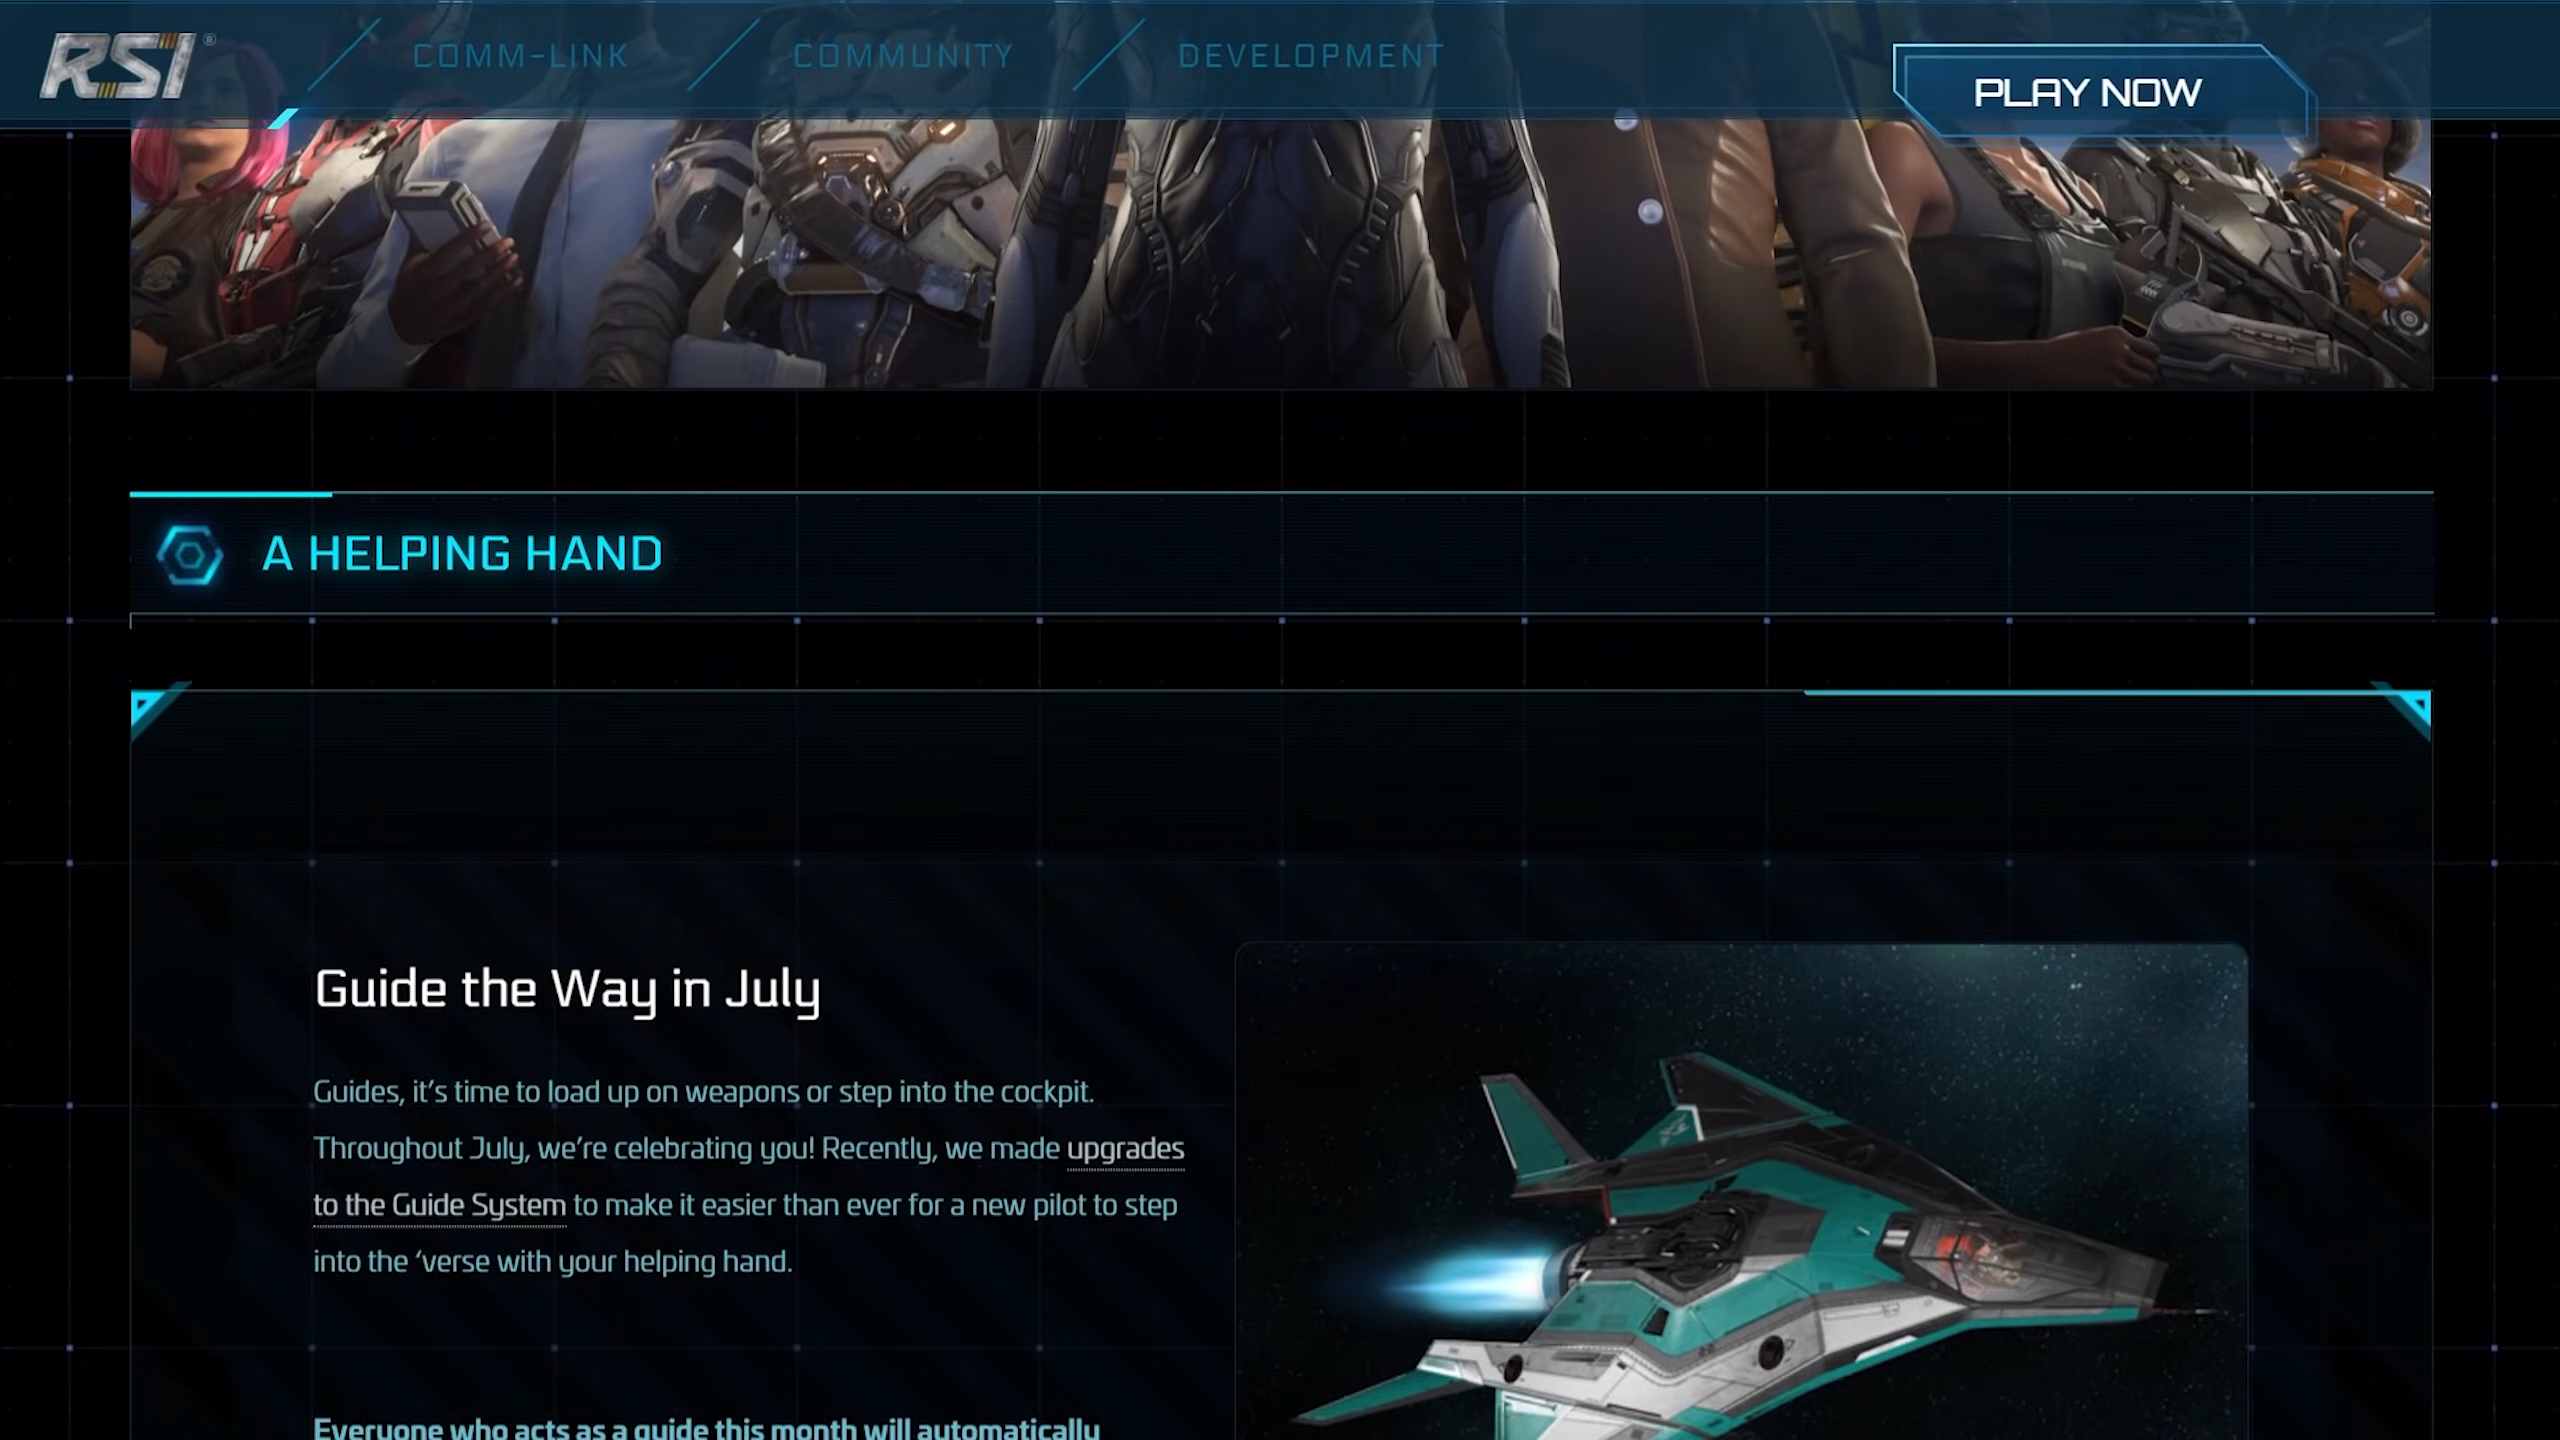 RSI ®
COMM-LINK
COMMUNITY
DEVELOPMENT
PLAY NOW
A HELPING HAND
Guide the Way in July
Guides, it’s time to load up on weapons or step into the cockpit.
Throughout July, we’re celebrating you! Recently, we made upgrades
to the Guide System to make it easier than ever for a new pilot to step
into the ‘verse with your helping hand.
Everyone who acts as a guide this month will automatically